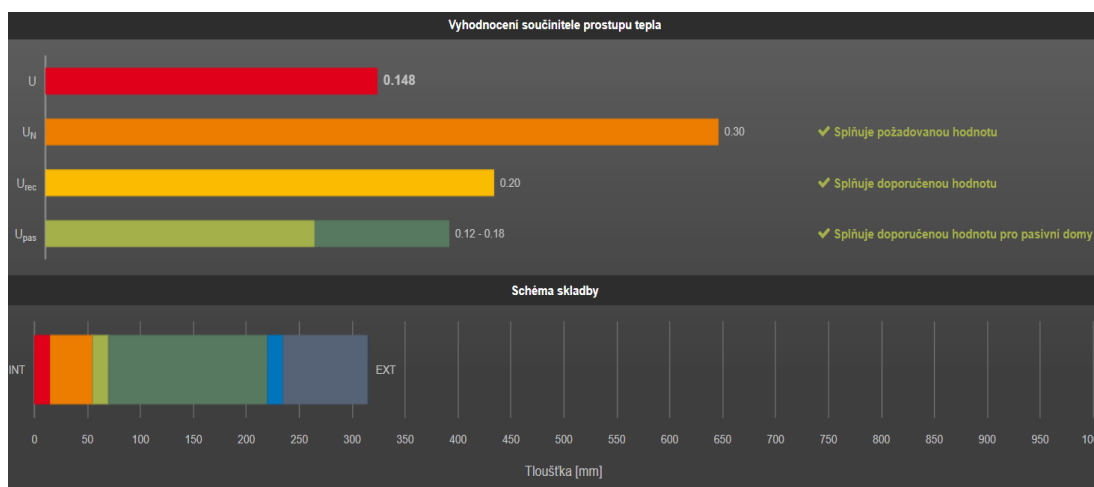 Vyhodnocení součinitele prostupu tepla
U 0.148
UN 0.30 ✔ Splňuje požadovanou hodnotu
Urec 0.20 ✔ Splňuje doporučenou hodnotu
Upas 0.12 - 0.18 ✔ Splňuje doporučenou hodnotu pro pasivní domy
Schéma skladby
INT EXT
0 50 100 150 200 250 300 350 400 450 500 550 600 650 700 750 800 850 900 950 100
Tloušťka [mm]